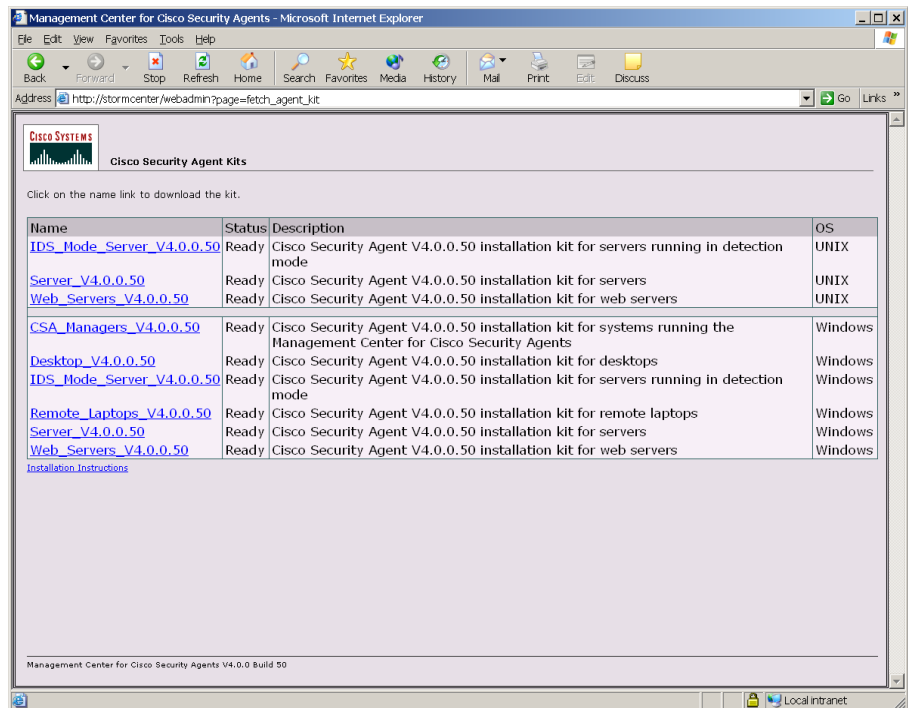 Management Center for Cisco Security Agents - Microsoft Internet Explorer
File Edit View Favorites Tools Help
Back Forward Stop Refresh Home Search Favorites Media History Mail Print Edit Discuss
Address http://stormcenter/webadmin?page=fetch_agent_kit Go Links »
CISCO SYSTEMS
Cisco Security Agent Kits
Click on the name link to download the kit.
Name Status Description OS
IDS_Mode_Server_V4.0.0.50 Ready Cisco Security Agent V4.0.0.50 installation kit for servers running in detection UNIX
mode
Server_V4.0.0.50 Ready Cisco Security Agent V4.0.0.50 installation kit for servers UNIX
Web_Servers_V4.0.0.50 Ready Cisco Security Agent V4.0.0.50 installation kit for web servers UNIX
CSA_Managers_V4.0.0.50 Ready Cisco Security Agent V4.0.0.50 installation kit for systems running the Windows
Management Center for Cisco Security Agents
Desktop_V4.0.0.50 Ready Cisco Security Agent V4.0.0.50 installation kit for desktops Windows
IDS_Mode_Server_V4.0.0.50 Ready Cisco Security Agent V4.0.0.50 installation kit for servers running in detection Windows
mode
Remote_Laptops_V4.0.0.50 Ready Cisco Security Agent V4.0.0.50 installation kit for remote laptops Windows
Server_V4.0.0.50 Ready Cisco Security Agent V4.0.0.50 installation kit for servers Windows
Web_Servers_V4.0.0.50 Ready Cisco Security Agent V4.0.0.50 installation kit for web servers Windows
Installation Instructions
Management Center for Cisco Security Agents V4.0.0 Build 50
Local intranet